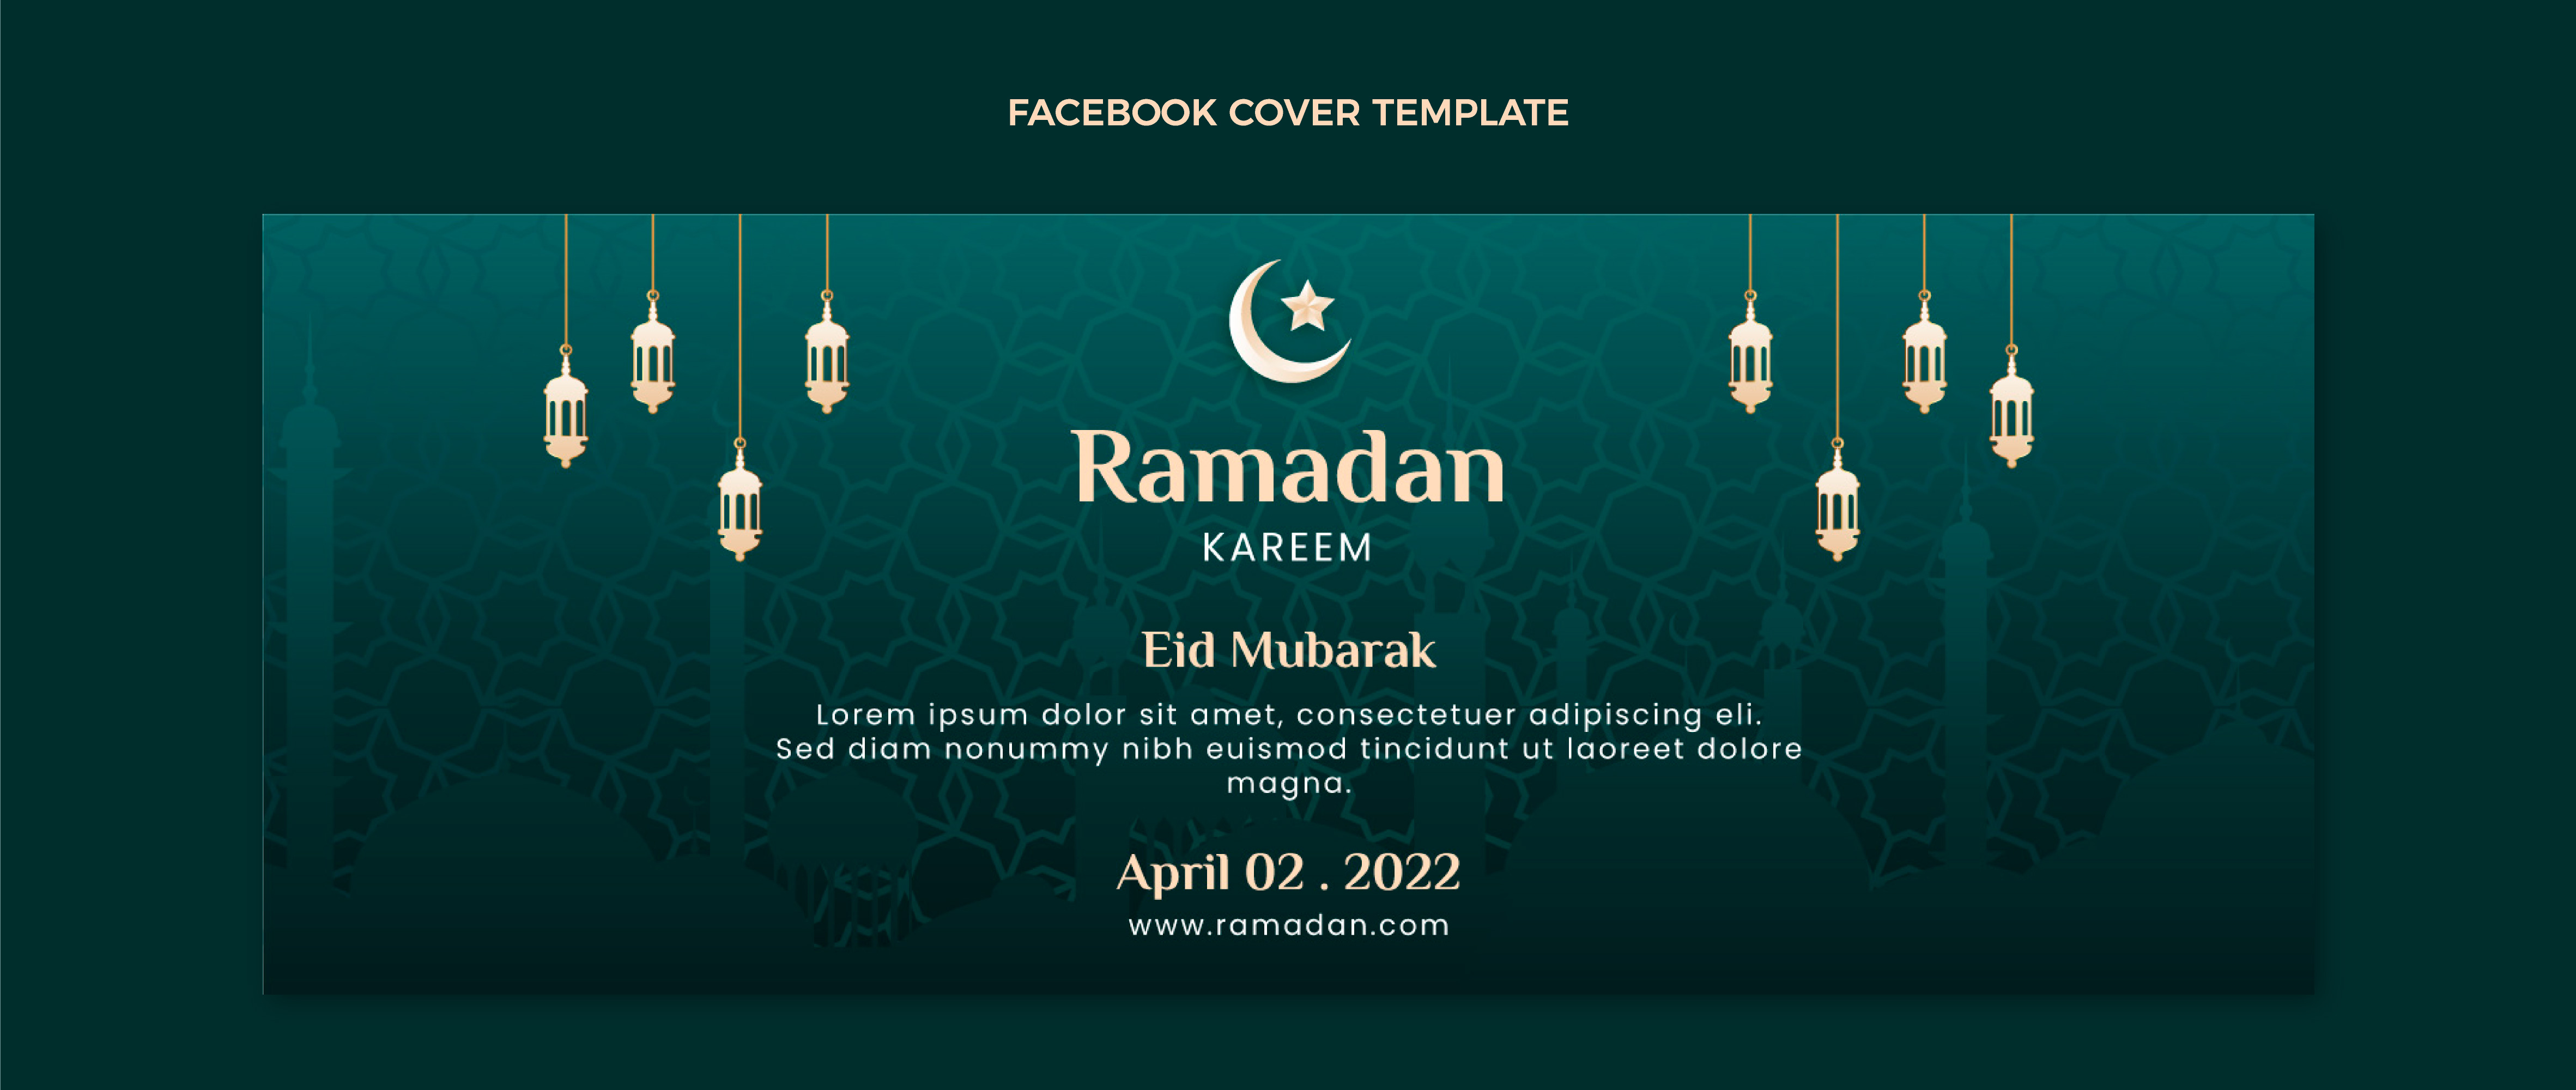 FACEBOOK COVER TEMPLATE
Ramadan
KAREEM
Eid Mubarak
Lorem ipsum dolor sit amet, consectetuer adipiscing eli.
Sed diam nonummy nibh euismod tincidunt ut laoreet dolore
magna.
April 02 . 2022
www.ramadan.com